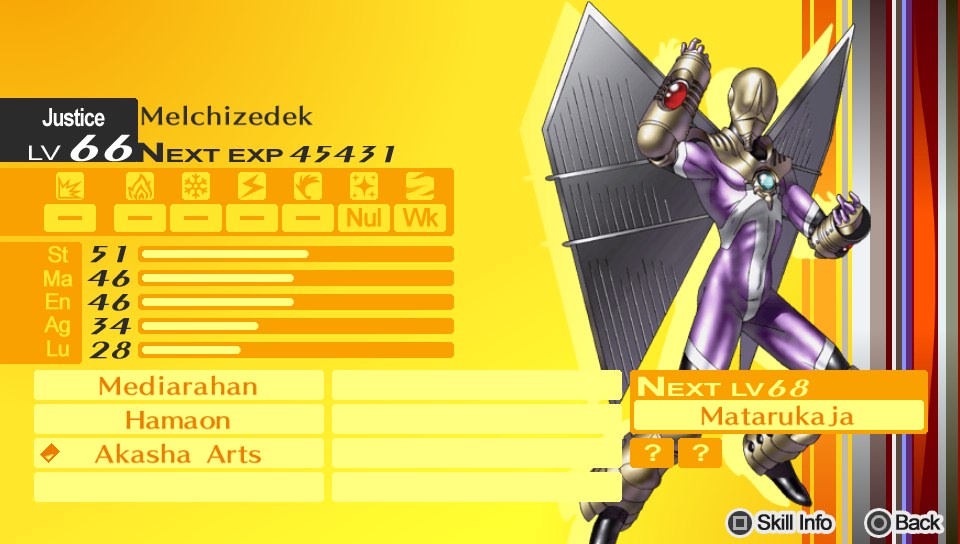 Justice Melchizedek
LV 66 NEXT EXP 45431
— — — — — Nul Wk
St 51
Ma 46
En 46
Ag 34
Lu 28
Mediarahan
Hamaon
Akasha Arts
NEXT LV 68
Matarukaja
? ?
Skill Info Back